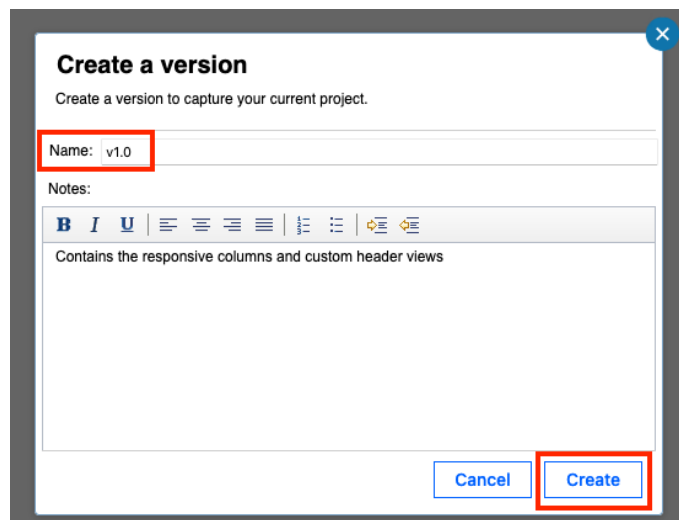 Create a version
Create a version to capture your current project.
Name: v1.0
Notes:
B I U
Contains the responsive columns and custom header views
Cancel Create